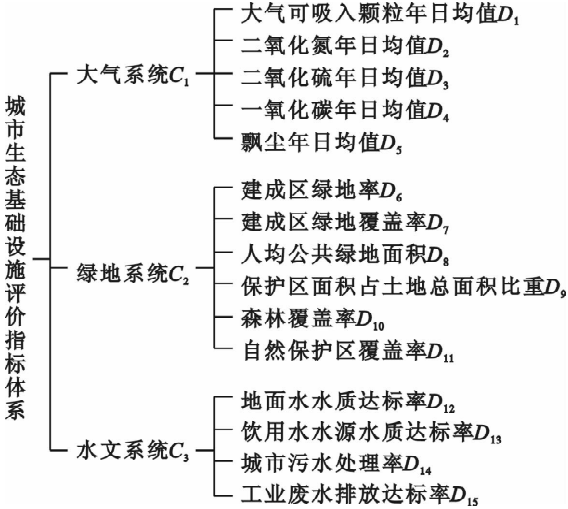 城市生态基础设施评价指标体系
大气系统C1
大气可吸入颗粒年日均值D1
二氧化氮年日均值D2
二氧化硫年日均值D3
一氧化碳年日均值D4
飘尘年日均值D5
绿地系统C2
建成区绿地率D6
建成区绿地覆盖率D7
人均公共绿地面积D8
保护区面积占土地总面积比重D9
森林覆盖率D10
自然保护区覆盖率D11
水文系统C3
地面水水质达标率D12
饮用水水源水质达标率D13
城市污水处理率D14
工业废水排放达标率D15